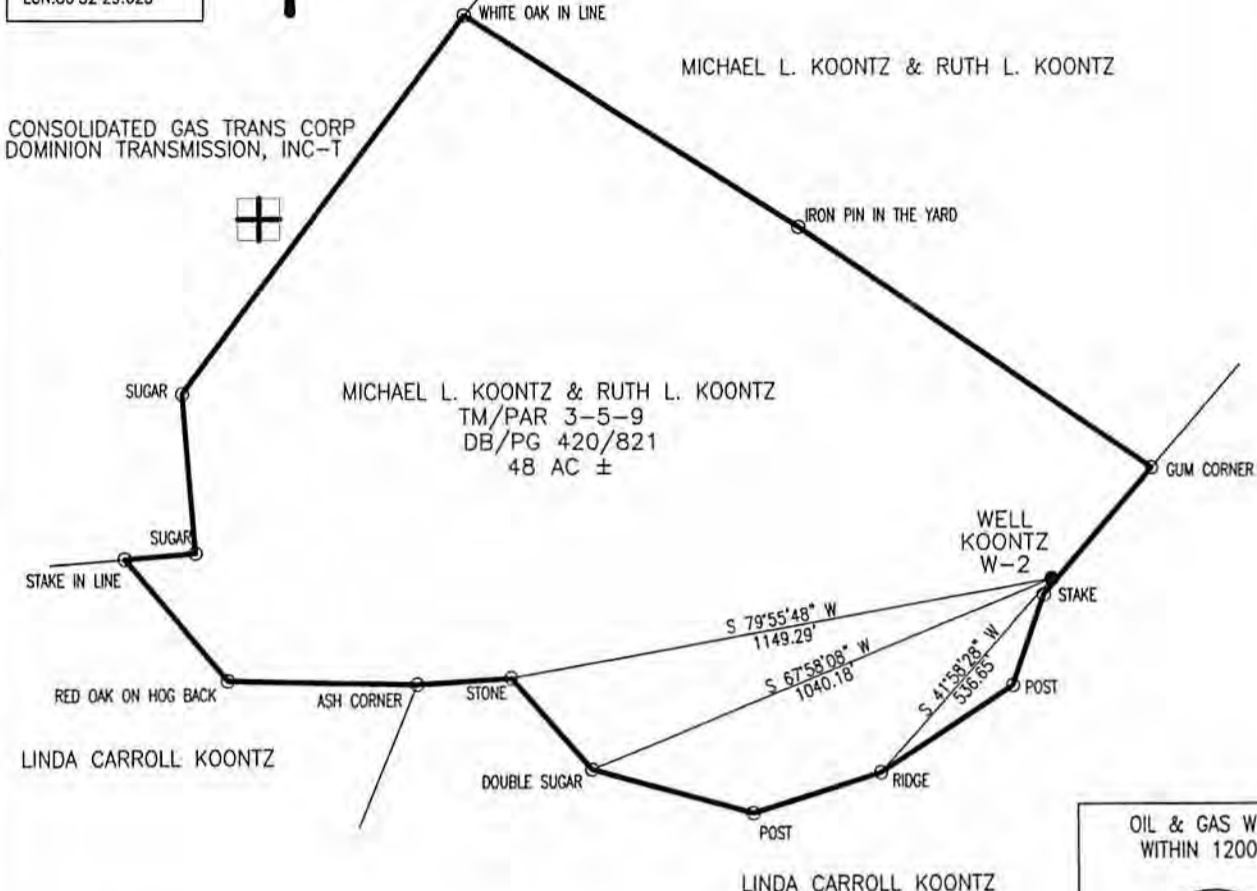 WHITE OAK IN LINE
MICHAEL L. KOONTZ & RUTH L. KOONTZ
CONSOLIDATED GAS TRANS CORP
DOMINION TRANSMISSION, INC-T
IRON PIN IN THE YARD
SUGAR
MICHAEL L. KOONTZ & RUTH L. KOONTZ
TM/PAR 3-5-9
DB/PG 420/821
48 AC ±
GUM CORNER
WELL
KOONTZ
W-2
SUGAR
STAKE IN LINE
STAKE
S 79°55'48" W
1149.29'
S 67°58'08" W
1040.18'
S 41°58'28" W
536.65'
RED OAK ON HOG BACK
ASH CORNER
STONE
POST
LINDA CARROLL KOONTZ
DOUBLE SUGAR
RIDGE
POST
OIL & GAS W
WITHIN 1200
LINDA CARROLL KOONTZ